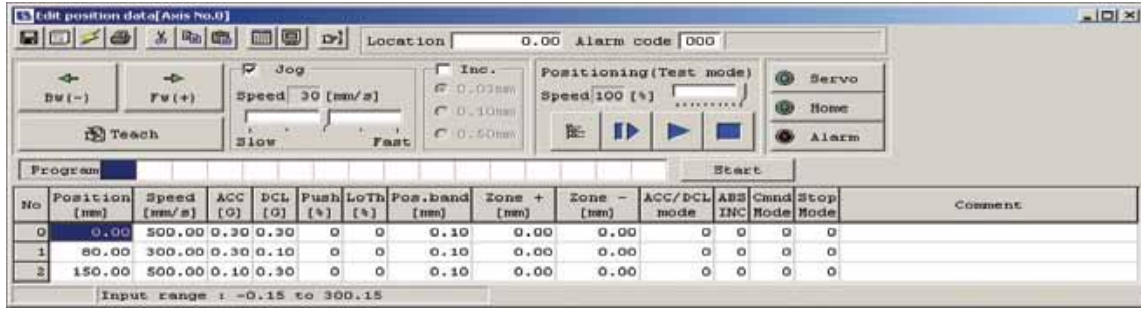 Edit position data[Axis No.0]
Location 0.00 Alarm code 000
Bw(-) Fw(+)
Teach
Jog
Speed 30 [mm/s]
Slow Fast
Inc.
0.03mm
0.10mm
0.50mm
Positioning(Test mode)
Speed 100 [%]
Servo
Home
Alarm
Program Start
No Position [mm] Speed [mm/s] ACC [G] DCL [G] Push [%] LoTh [%] Pos.band [mm] Zone + [mm] Zone - [mm] ACC/DCL mode ABS INC Cmnd Mode Stop Mode Comment
0 0.00 500.00 0.30 0.30 0 0 0.10 0.00 0.00 0 0 0 0
1 80.00 300.00 0.30 0.10 0 0 0.10 0.00 0.00 0 0 0 0
2 150.00 500.00 0.10 0.30 0 0 0.10 0.00 0.00 0 0 0 0
Input range : -0.15 to 300.15